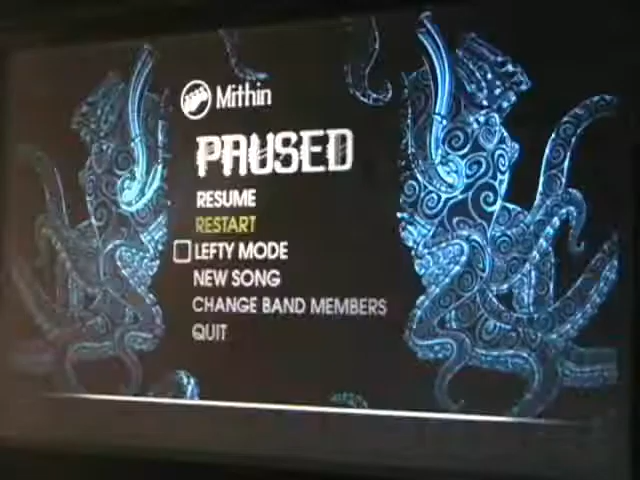 Mithin
PAUSED
RESUME
RESTART
LEFTY MODE
NEW SONG
CHANGE BAND MEMBERS
QUIT